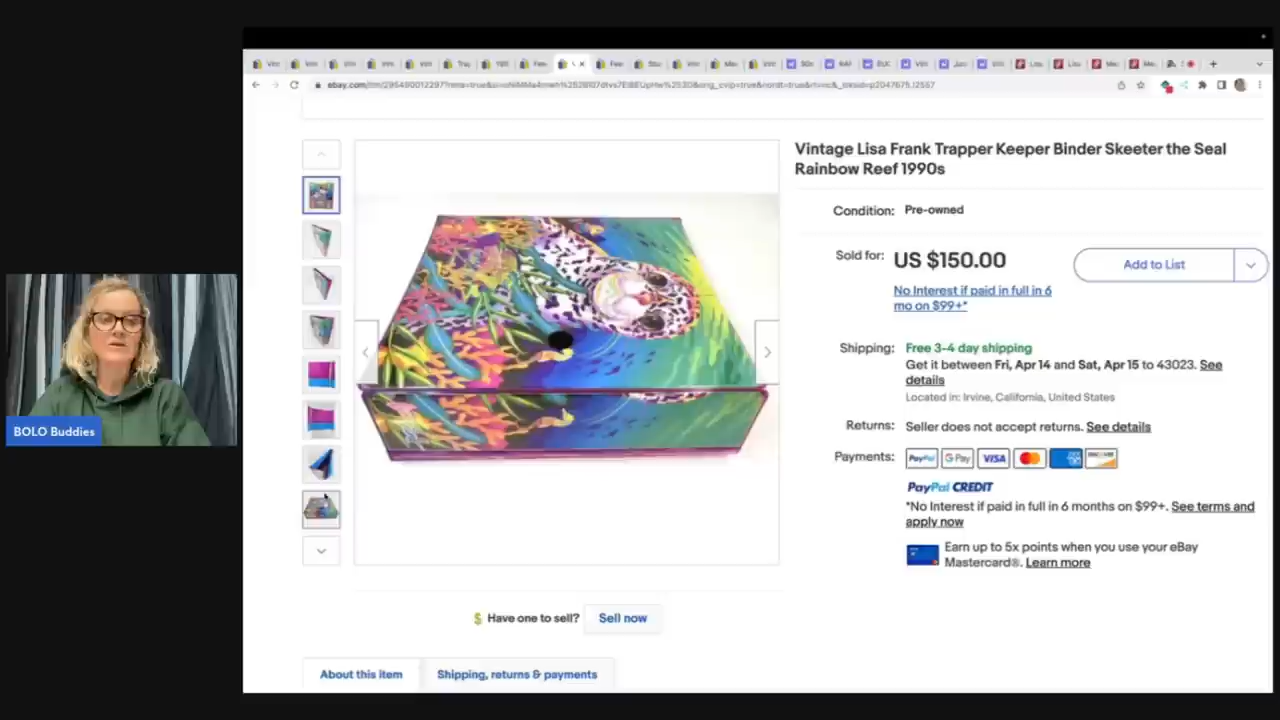 Vintage Lisa Frank Trapper Keeper Binder Skeeter the Seal
Rainbow Reef 1990s
Condition: Pre-owned
Sold for: US $150.00
Add to List
No Interest if paid in full in 6
mo on $99+*
Shipping: Free 3-4 day shipping
Get it between Fri, Apr 14 and Sat, Apr 15 to 43023. See
details
Located in: Irvine, California, United States
Returns: Seller does not accept returns. See details
Payments: PayPal G Pay VISA
PayPal CREDIT
*No Interest if paid in full in 6 months on $99+. See terms and
apply now
Earn up to 5x points when you use your eBay
Mastercard®. Learn more
$ Have one to sell? Sell now
About this item
Shipping, returns & payments
BOLO Buddies